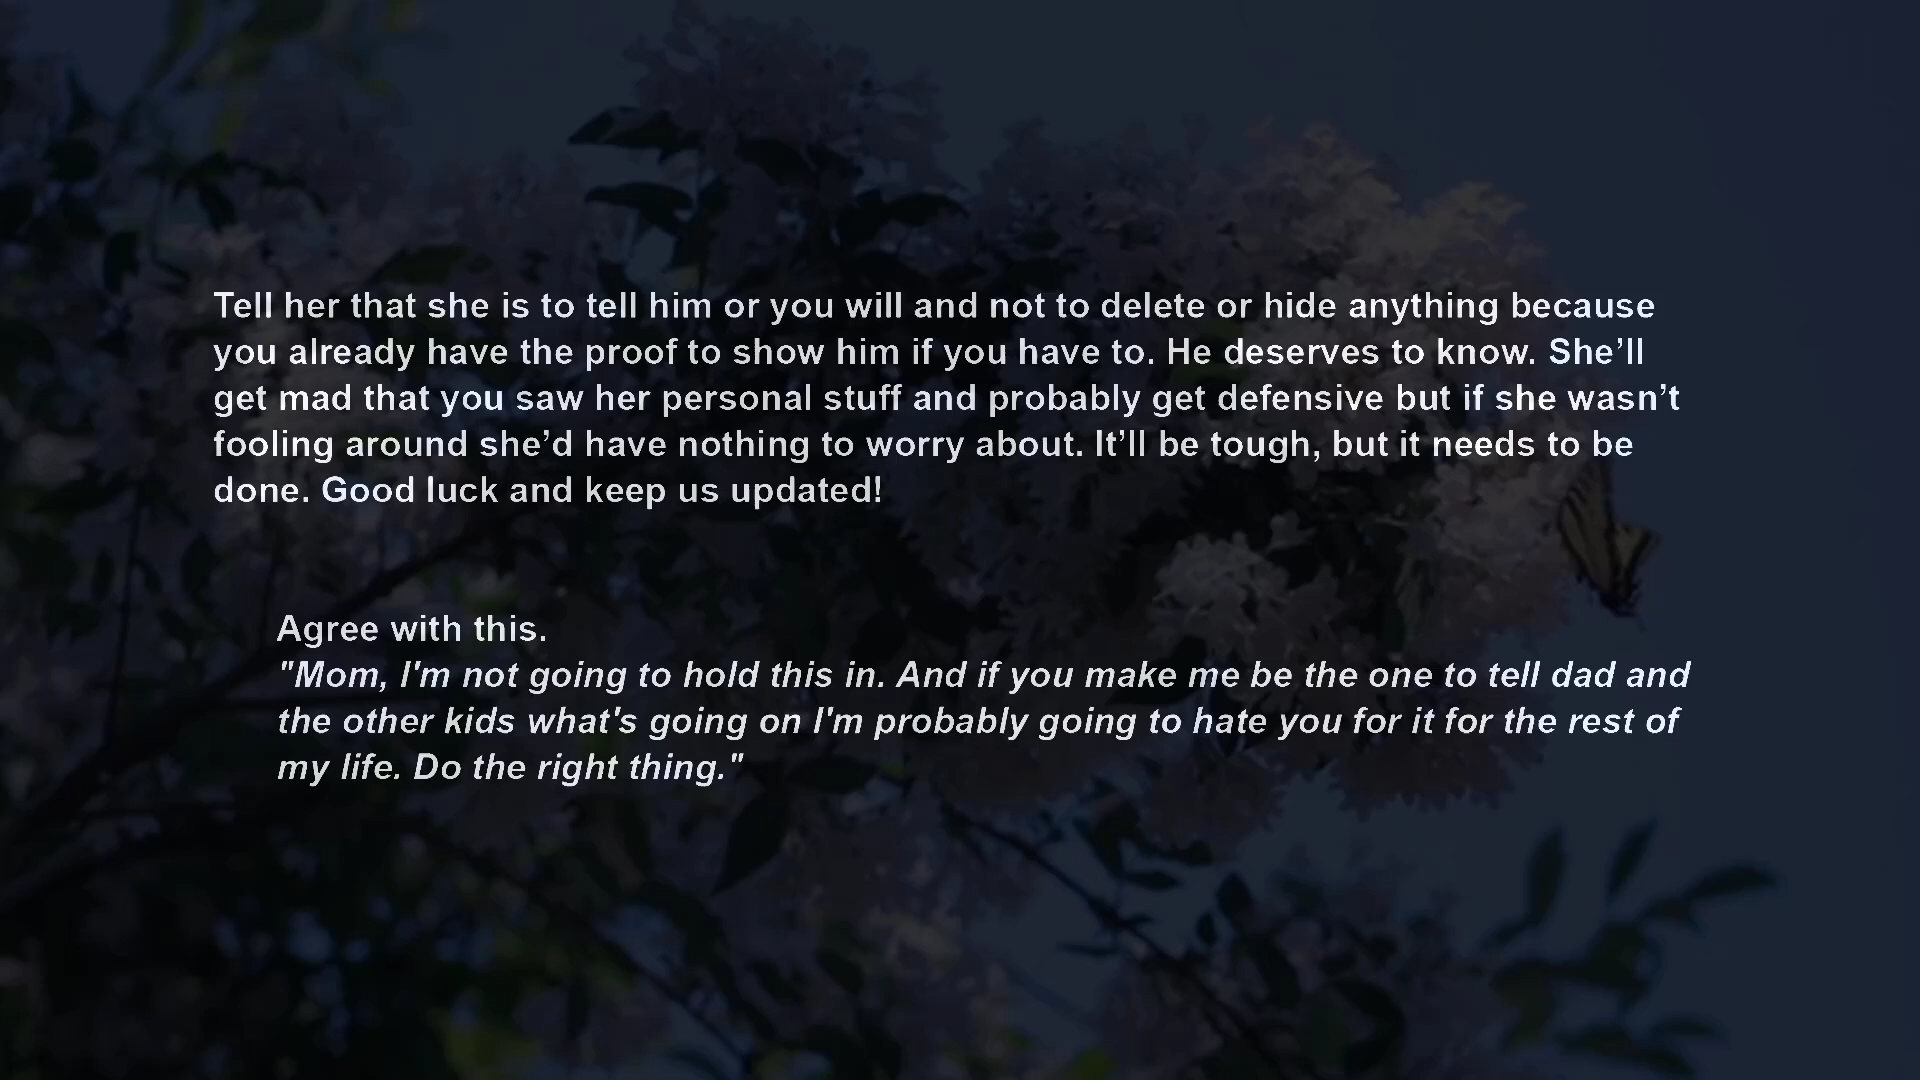 Tell her that she is to tell him or you will and not to delete or hide anything because
you already have the proof to show him if you have to. He deserves to know. She’ll
get mad that you saw her personal stuff and probably get defensive but if she wasn’t
fooling around she’d have nothing to worry about. It’ll be tough, but it needs to be
done. Good luck and keep us updated!
Agree with this.
"Mom, I'm not going to hold this in. And if you make me be the one to tell dad and
the other kids what's going on I'm probably going to hate you for it for the rest of
my life. Do the right thing."